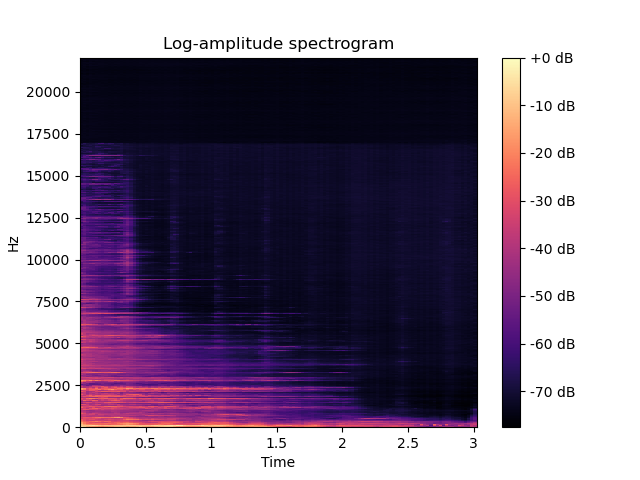 Log-amplitude spectrogram
Hz
20000
17500
15000
12500
10000
7500
5000
2500
0
0 0.5 1 1.5 2 2.5 3
Time
+0 dB
-10 dB
-20 dB
-30 dB
-40 dB
-50 dB
-60 dB
-70 dB